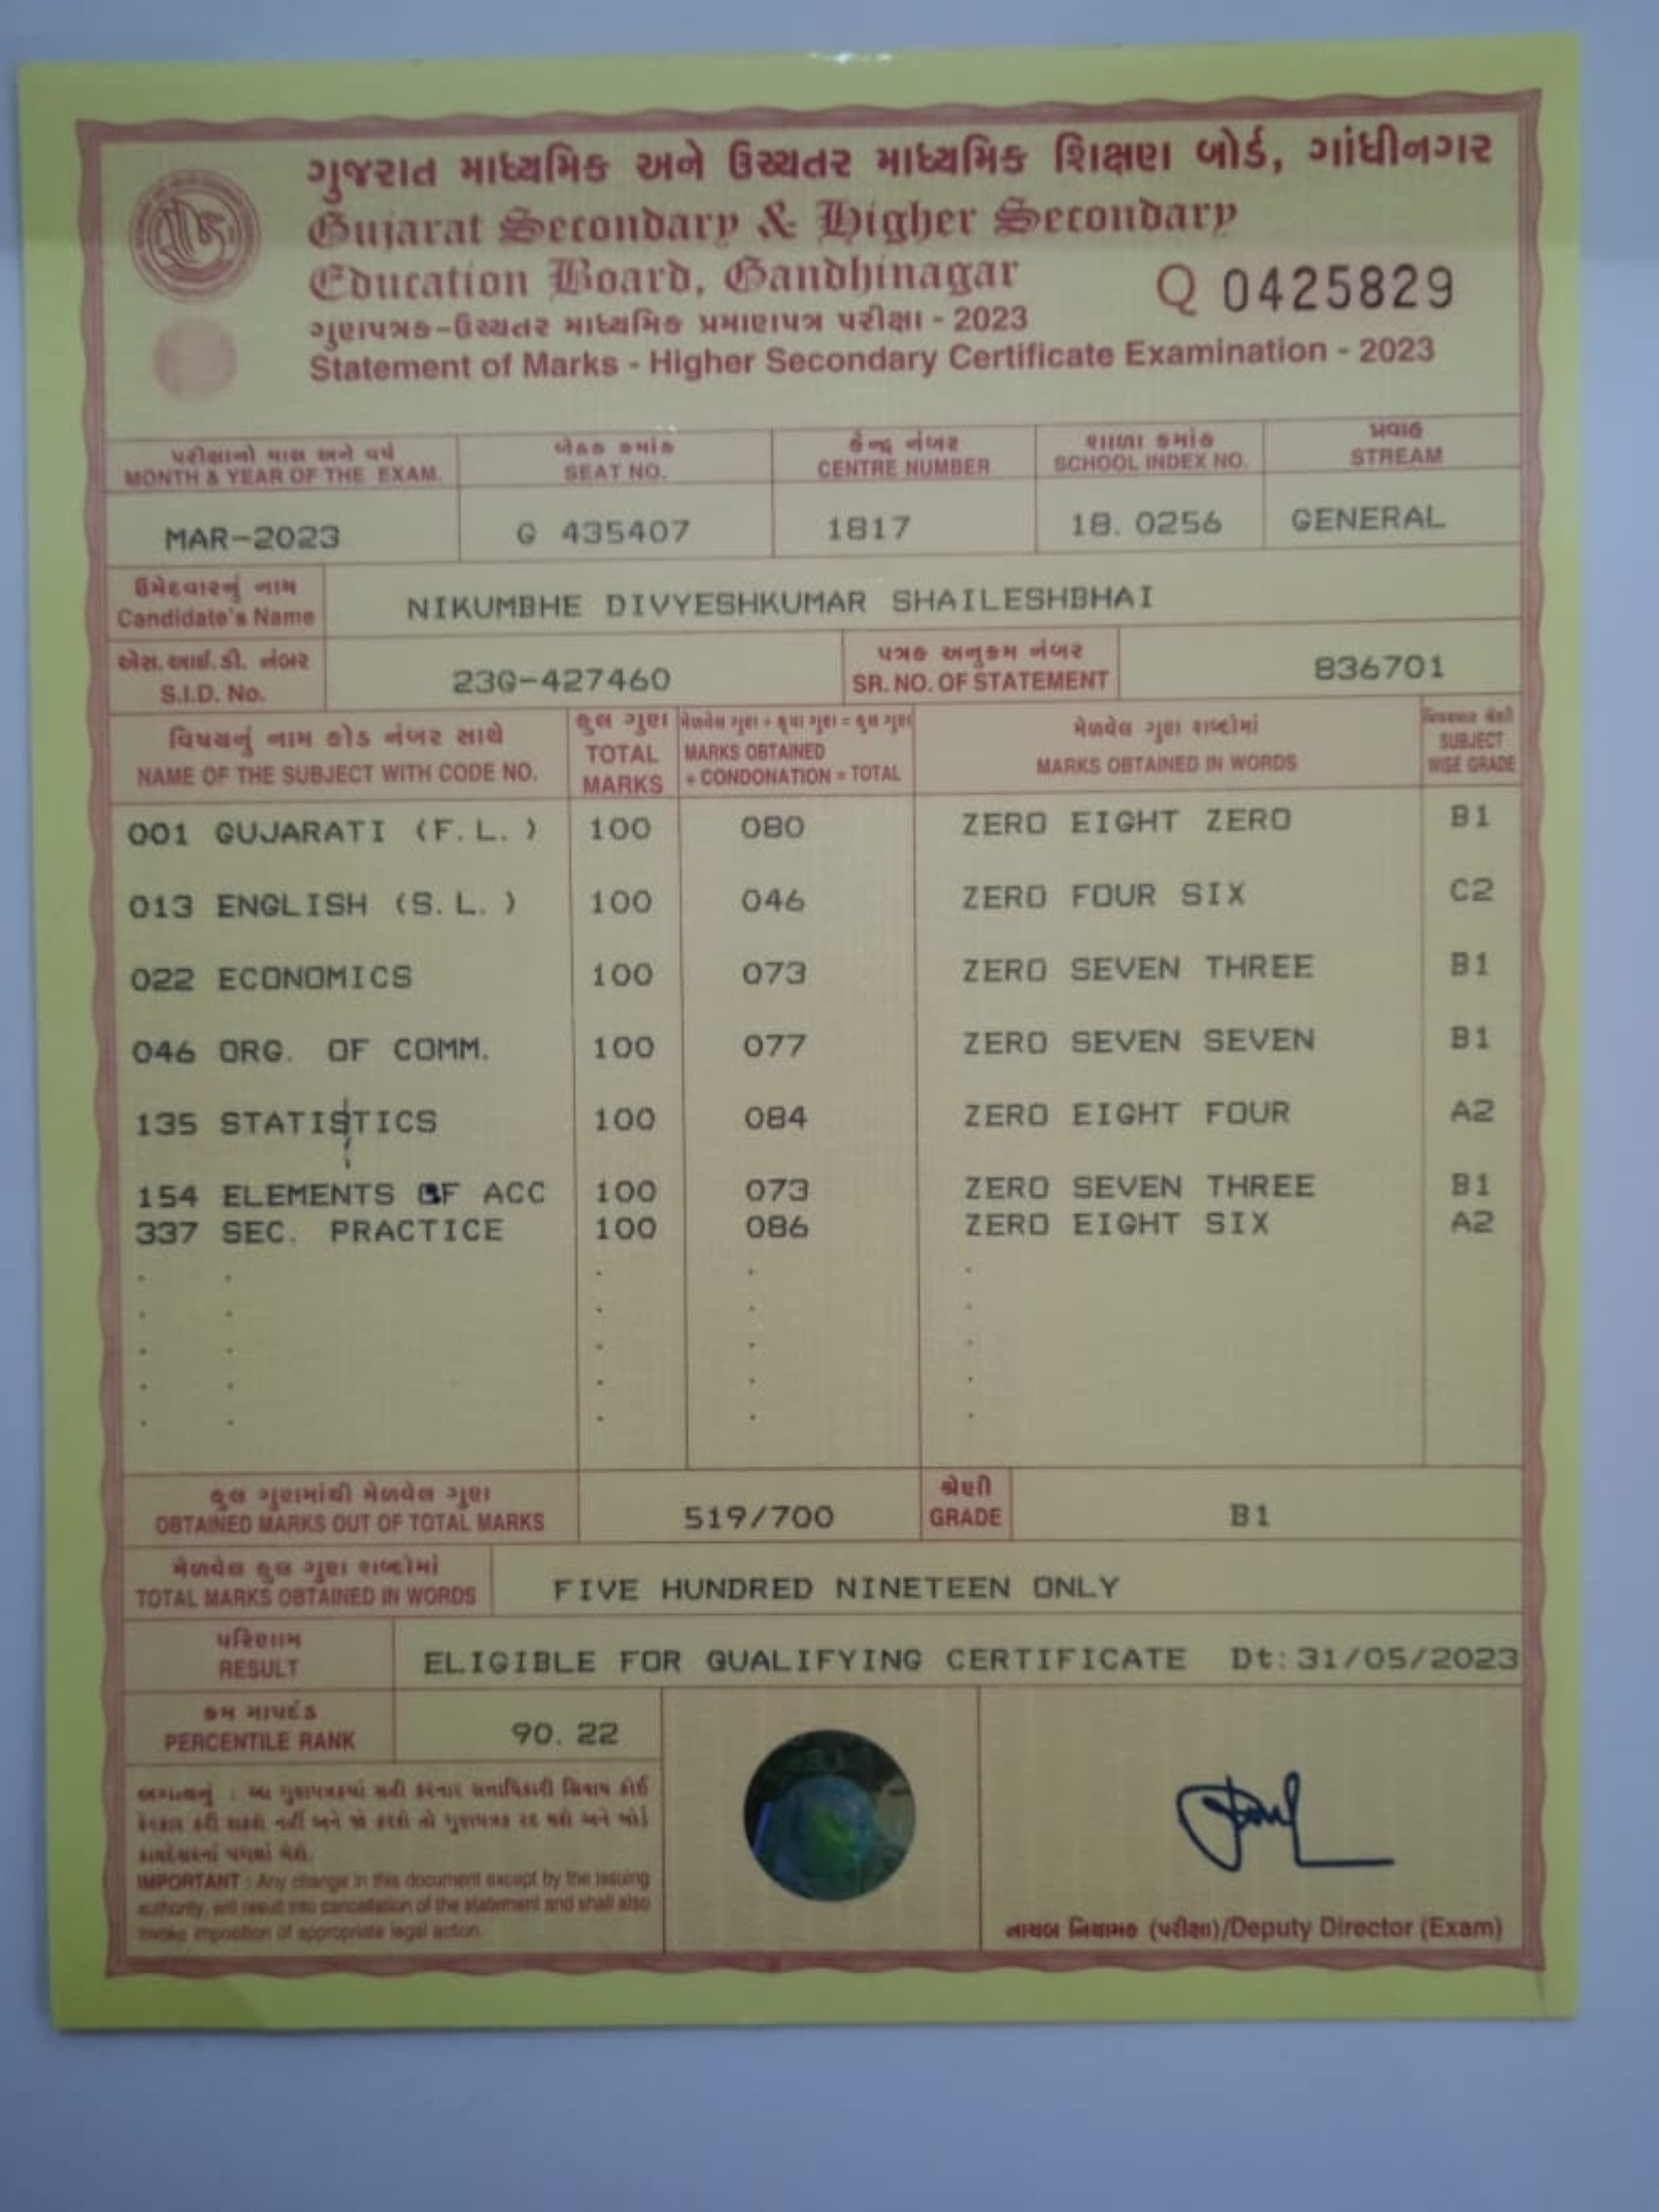 ગુજરાત માધ્યમિક અને ઉચ્ચતર માધ્યમિક શિક્ષણ બોર્ડ, ગાંધીનગર
Gujarat Secondary & Higher Secondary
Education Board, Gandhinagar
Q 0425829
ગુણપત્રક-ઉચ્ચતર માધ્યમિક પ્રમાણપત્ર પરીક્ષા - 2023
Statement of Marks - Higher Secondary Certificate Examination - 2023
પરીક્ષાનો માસ અને વર્ષ બેઠક ક્રમાંક કેન્દ્ર નંબર શાળા ક્રમાંક પ્રવાહ
MONTH & YEAR OF THE EXAM. SEAT NO. CENTRE NUMBER SCHOOL INDEX NO. STREAM
MAR-2023 G 435407 1817 18. 0256 GENERAL
ઉમેદવારનું નામ
Candidate's Name NIKUMBHE DIVYESHKUMAR SHAILESHBHAI
એસ.આઈ.ડી. નંબર પત્રક અનુક્રમ નંબર
S.I.D. No. 23G-427460 SR. NO. OF STATEMENT 836701
વિષયનું નામ કોડ નંબર સાથે કુલ ગુણ મેળવેલ ગુણ + કૃપા ગુણ = કુલ ગુણ મેળવેલ ગુણ શબ્દોમાં વિષયવાર શ્રેણી
NAME OF THE SUBJECT WITH CODE NO. TOTAL MARKS MARKS OBTAINED + CONDONATION = TOTAL MARKS OBTAINED IN WORDS SUBJECT WISE GRADE
001 GUJARATI (F. L. ) 100 080 ZERO EIGHT ZERO B1
013 ENGLISH (S. L. ) 100 046 ZERO FOUR SIX C2
022 ECONOMICS 100 073 ZERO SEVEN THREE B1
046 ORG. OF COMM. 100 077 ZERO SEVEN SEVEN B1
135 STATISTICS 100 084 ZERO EIGHT FOUR A2
154 ELEMENTS OF ACC 100 073 ZERO SEVEN THREE B1
337 SEC. PRACTICE 100 086 ZERO EIGHT SIX A2
કુલ ગુણમાંથી મેળવેલ ગુણ શ્રેણી
OBTAINED MARKS OUT OF TOTAL MARKS 519/700 GRADE B1
મેળવેલ કુલ ગુણ શબ્દોમાં
TOTAL MARKS OBTAINED IN WORDS FIVE HUNDRED NINETEEN ONLY
પરિણામ
RESULT ELIGIBLE FOR QUALIFYING CERTIFICATE Dt:31/05/2023
ક્રમ માપદંડ
PERCENTILE RANK 90. 22
અગત્યનું : આ ગુણપત્રકમાં સહી કરનાર સત્તાધિકારી સિવાય કોઈ
ફેરફાર કરી શકશે નહીં અને જો કરશે તો ગુણપત્રક રદ થશે અને બોર્ડ
કાયદેસરનાં પગલાં લેશે.
IMPORTANT : Any change in this document except by the issuing
authority, will result into cancellation of the statement and shall also
invoke imposition of appropriate legal action.
નાયબ નિયામક (પરીક્ષા)/Deputy Director (Exam)